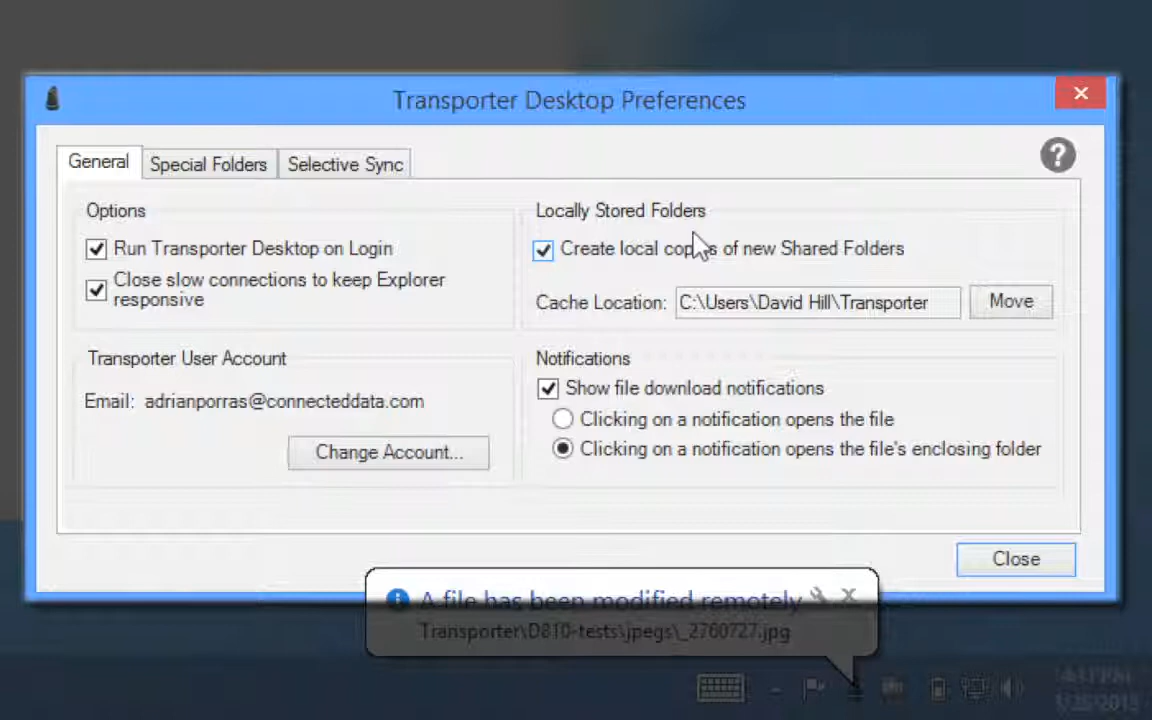 Transporter Desktop Preferences
General
Special Folders
Selective Sync
Options
Run Transporter Desktop on Login
Close slow connections to keep Explorer
responsive
Locally Stored Folders
Create local copies of new Shared Folders
Cache Location: C:\Users\David Hill\Transporter
Move
Transporter User Account
Email: adrianporras@connecteddata.com
Change Account...
Notifications
Show file download notifications
Clicking on a notification opens the file
Clicking on a notification opens the file's enclosing folder
Close
A file has been modified remotely
Transporter\D810-tests\jpegs\_2760727.jpg